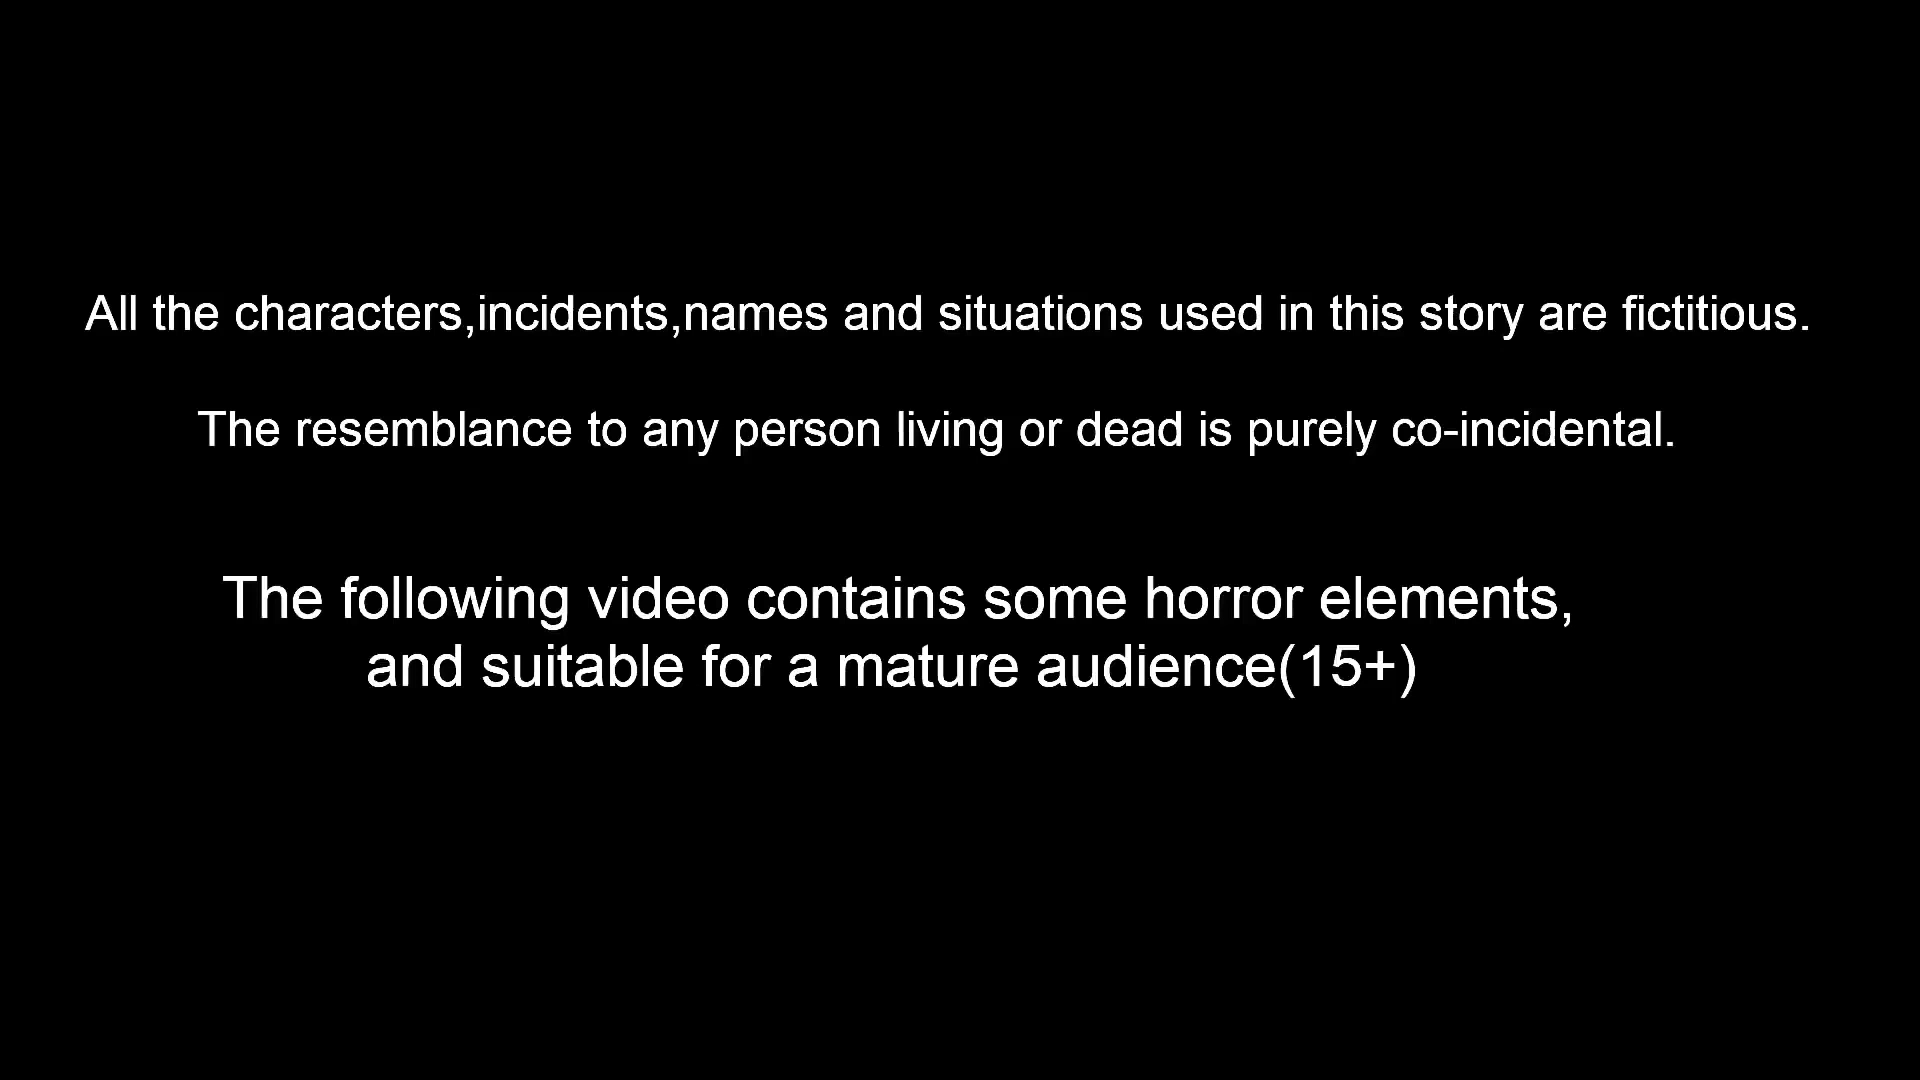 All the characters,incidents,names and situations used in this story are fictitious.
The resemblance to any person living or dead is purely co-incidental.
The following video contains some horror elements,
and suitable for a mature audience(15+)